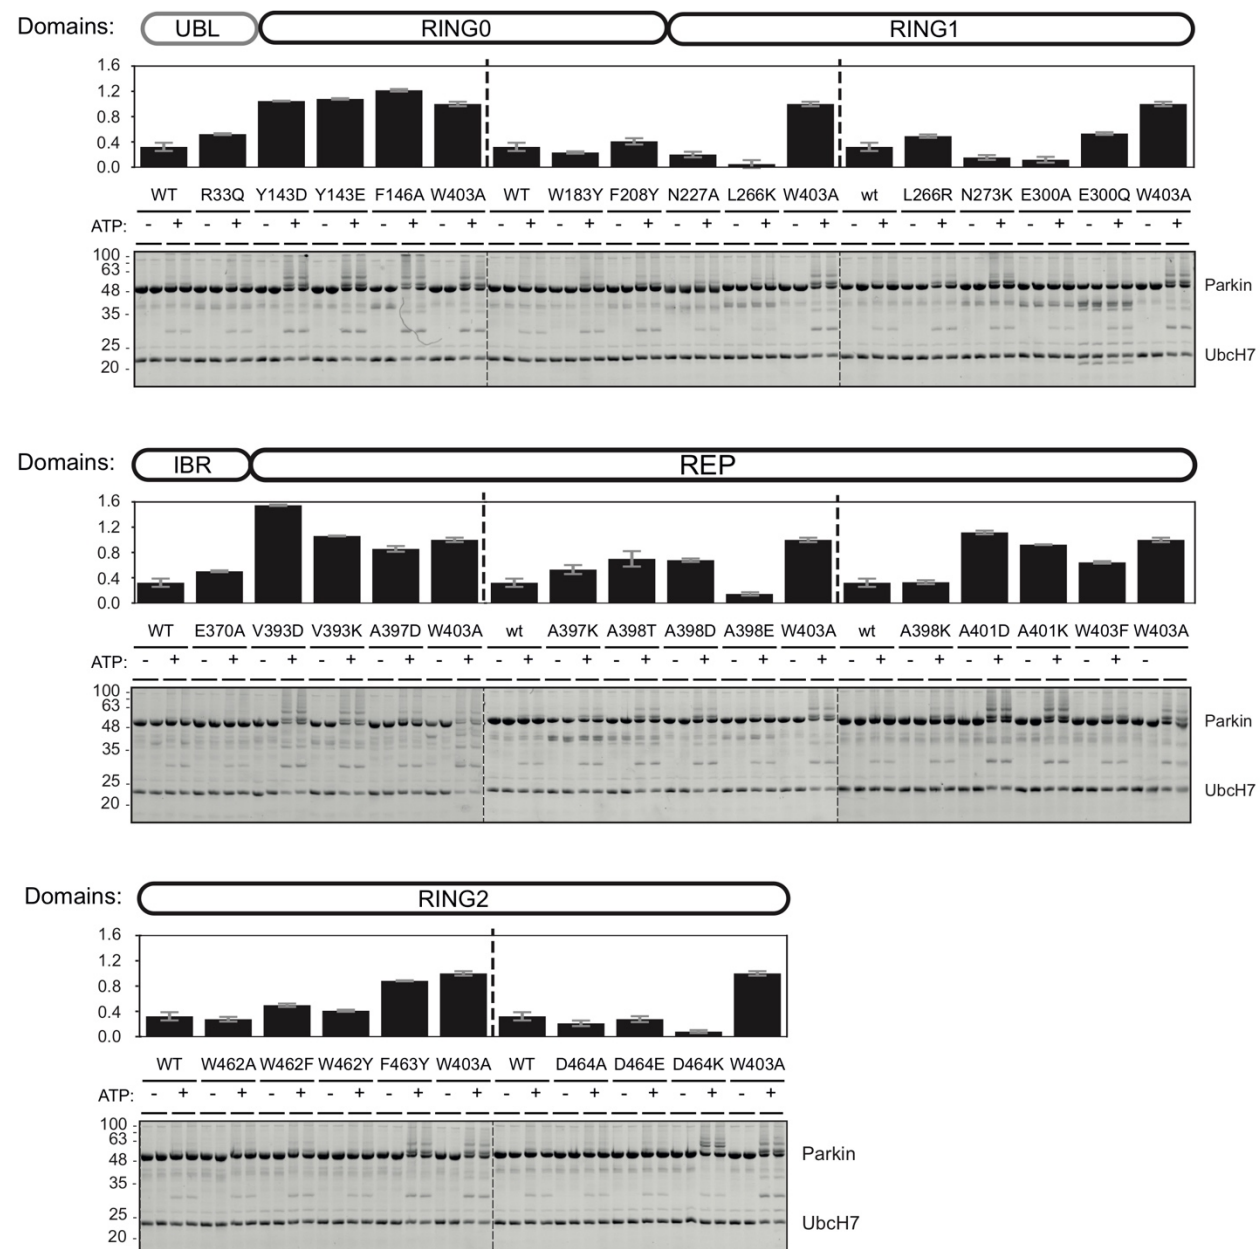 Domains: UBL RING0 RING1
1.6
1.2
0.8
0.4
0.0
WT R33Q Y143D Y143E F146A W403A WT W183Y F208Y N227A L266K W403A wt L266R N273K E300A E300Q W403A
ATP: - + - + - + - + - + - + - + - + - + - + - + - + - + - + - + - + - + - +
100 -
63 -
48 - Parkin
35 -
25 -
20 - UbcH7
Domains: IBR REP
1.6
1.2
0.8
0.4
0.0
WT E370A V393D V393K A397D W403A wt A397K A398T A398D A398E W403A wt A398K A401D A401K W403F W403A
ATP: - + - + - + - + - + - + - + - + - + - + - + - + - + - + - + - + - + -
100 -
63 -
48 - Parkin
35 -
25 -
20 - UbcH7
Domains: RING2
1.6
1.2
0.8
0.4
0.0
WT W462A W462F W462Y F463Y W403A WT D464A D464E D464K W403A
ATP: - + - + - + - + - + - + - + - + - + - + - +
100 -
63 -
48 - Parkin
35 -
25 -
20 - UbcH7